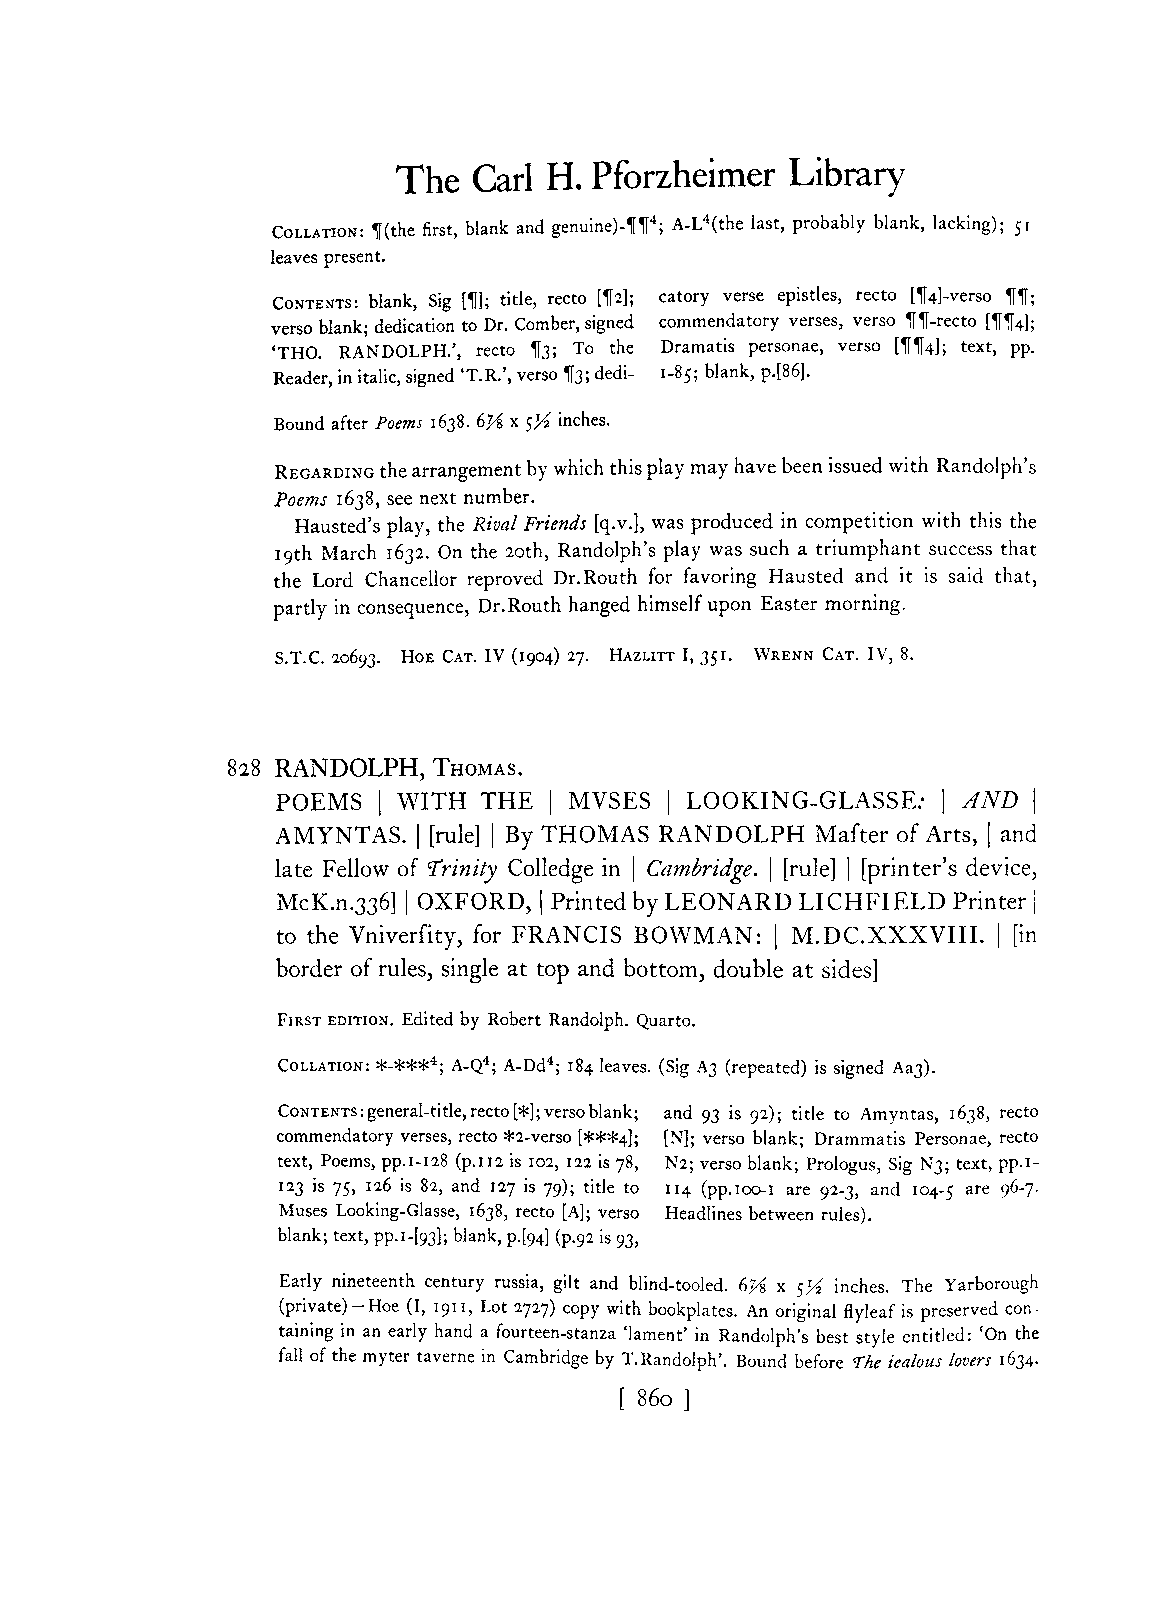 The Carl H. Pforzheimer Library
COLLATION: ¶(the first, blank and genuine)-¶¶⁴; A-L⁴(the last, probably blank, lacking); 51
leaves present.
CONTENTS: blank, Sig [¶]; title, recto [¶2];
verso blank; dedication to Dr. Comber, signed
‘THO. RANDOLPH.’, recto ¶3; To the
Reader, in italic, signed ‘T.R.’, verso ¶3; dedi-
catory verse epistles, recto [¶4]-verso ¶¶;
commendatory verses, verso ¶¶-recto [¶¶4];
Dramatis personae, verso [¶¶4]; text, pp.
1-85; blank, p.[86].
Bound after Poems 1638. 6⅞ x 5½ inches.
REGARDING the arrangement by which this play may have been issued with Randolph's
Poems 1638, see next number.
Hausted's play, the Rival Friends [q.v.], was produced in competition with this the
19th March 1632. On the 20th, Randolph's play was such a triumphant success that
the Lord Chancellor reproved Dr.Routh for favoring Hausted and it is said that,
partly in consequence, Dr.Routh hanged himself upon Easter morning.
S.T.C. 20693. HOE CAT. IV (1904) 27. HAZLITT I, 351. WRENN CAT. IV, 8.
828 RANDOLPH, THOMAS.
POEMS | WITH THE | MVSES | LOOKING-GLASSE: | AND |
AMYNTAS. | [rule] | By THOMAS RANDOLPH Maſter of Arts, | and
late Fellow of Trinity Colledge in | Cambridge. | [rule] | [printer's device,
McK.n.336] | OXFORD, | Printed by LEONARD LICHFIELD Printer |
to the Vniverſity, for FRANCIS BOWMAN: | M.DC.XXXVIII. | [in
border of rules, single at top and bottom, double at sides]
FIRST EDITION. Edited by Robert Randolph. Quarto.
COLLATION: *-***⁴; A-Q⁴; A-Dd⁴; 184 leaves. (Sig A3 (repeated) is signed Aa3).
CONTENTS: general-title, recto [*]; verso blank;
commendatory verses, recto *2-verso [***4];
text, Poems, pp.1-128 (p.112 is 102, 122 is 78,
123 is 75, 126 is 82, and 127 is 79); title to
Muses Looking-Glasse, 1638, recto [A]; verso
blank; text, pp.1-[93]; blank, p.[94] (p.92 is 93,
and 93 is 92); title to Amyntas, 1638, recto
[N]; verso blank; Drammatis Personae, recto
N2; verso blank; Prologus, Sig N3; text, pp.1-
114 (pp.100-1 are 92-3, and 104-5 are 96-7.
Headlines between rules).
Early nineteenth century russia, gilt and blind-tooled. 6⅞ x 5½ inches. The Yarborough
(private)—Hoe (I, 1911, Lot 2727) copy with bookplates. An original flyleaf is preserved con-
taining in an early hand a fourteen-stanza ‘lament’ in Randolph's best style entitled: ‘On the
fall of the myter taverne in Cambridge by T.Randolph’. Bound before The iealous lovers 1634.
[ 860 ]